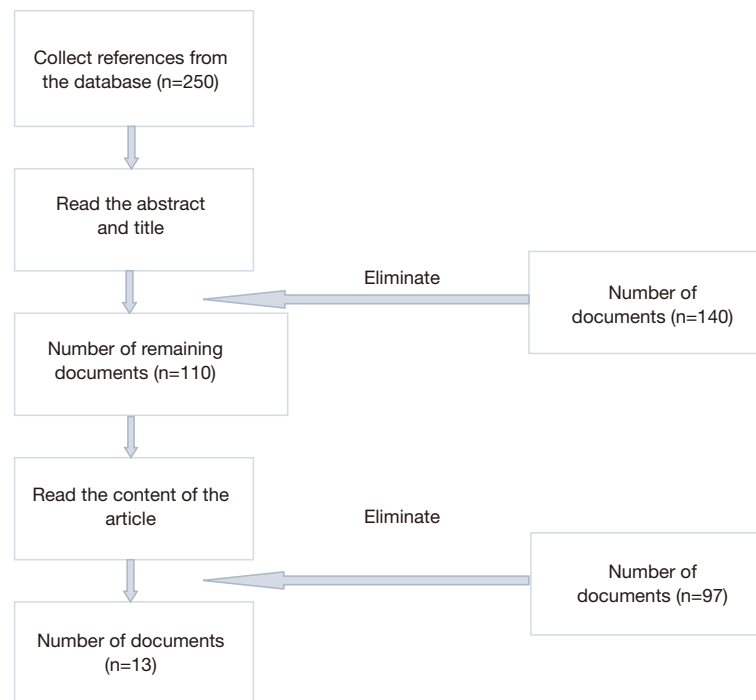 Collect references from
the database (n=250)
Read the abstract
and title
Eliminate
Number of
documents (n=140)
Number of remaining
documents (n=110)
Read the content of the
article
Eliminate
Number of
documents (n=97)
Number of documents
(n=13)